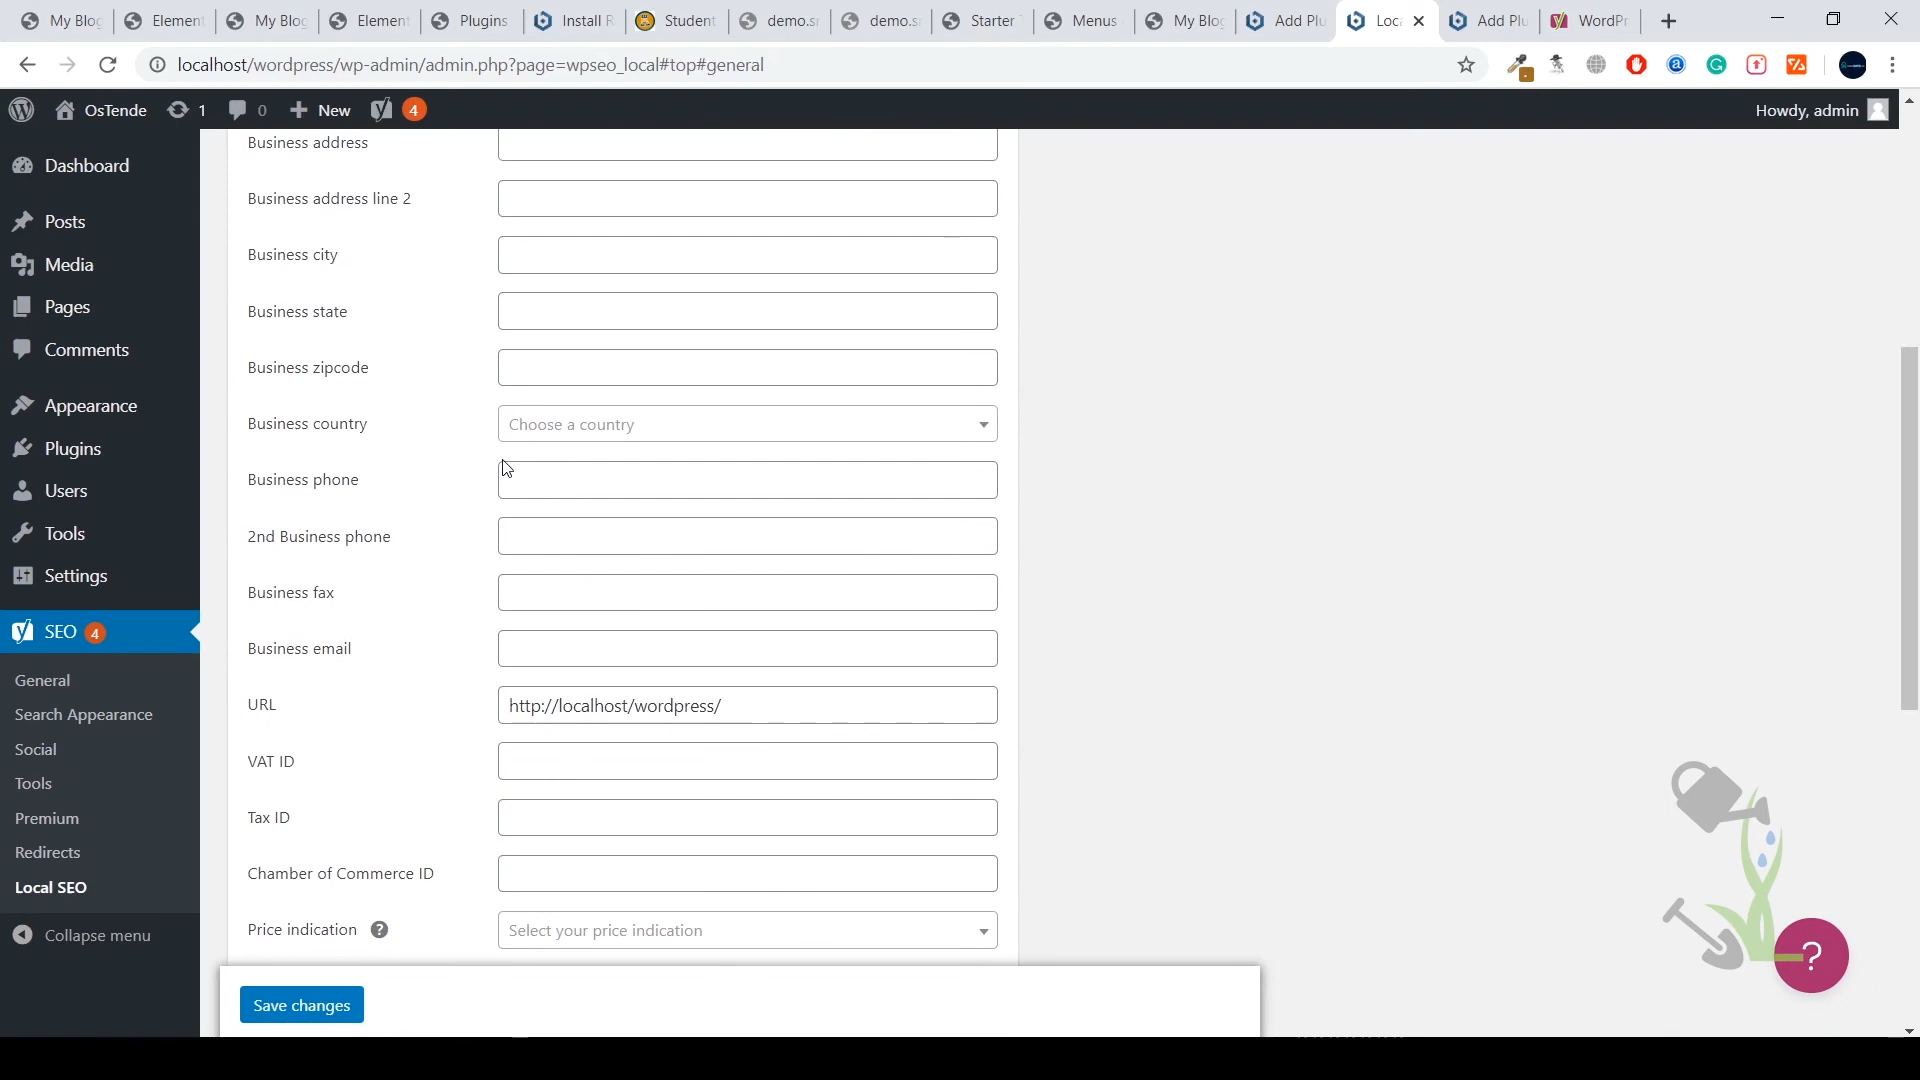 My Blog
Element
My Blog
Element
Plugins
Install R
Student
demo.sr
demo.sr
Starter T
Menus
My Blog
Add Plu
Loc
Add Plu
WordPr
localhost/wordpress/wp-admin/admin.php?page=wpseo_local#top#general
OsTende
1
0
New
4
Howdy, admin
Dashboard
Posts
Media
Pages
Comments
Appearance
Plugins
Users
Tools
Settings
SEO 4
General
Search Appearance
Social
Tools
Premium
Redirects
Local SEO
Collapse menu
Business address
Business address line 2
Business city
Business state
Business zipcode
Business country
Choose a country
Business phone
2nd Business phone
Business fax
Business email
URL
http://localhost/wordpress/
VAT ID
Tax ID
Chamber of Commerce ID
Price indication ?
Select your price indication
Save changes
?